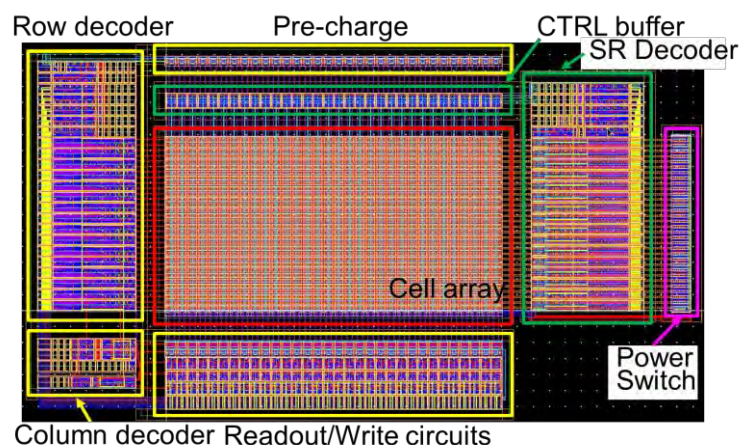 Row decoder
Pre-charge
CTRL buffer
SR Decoder
Cell array
Power
Switch
Column decoder
Readout/Write circuits